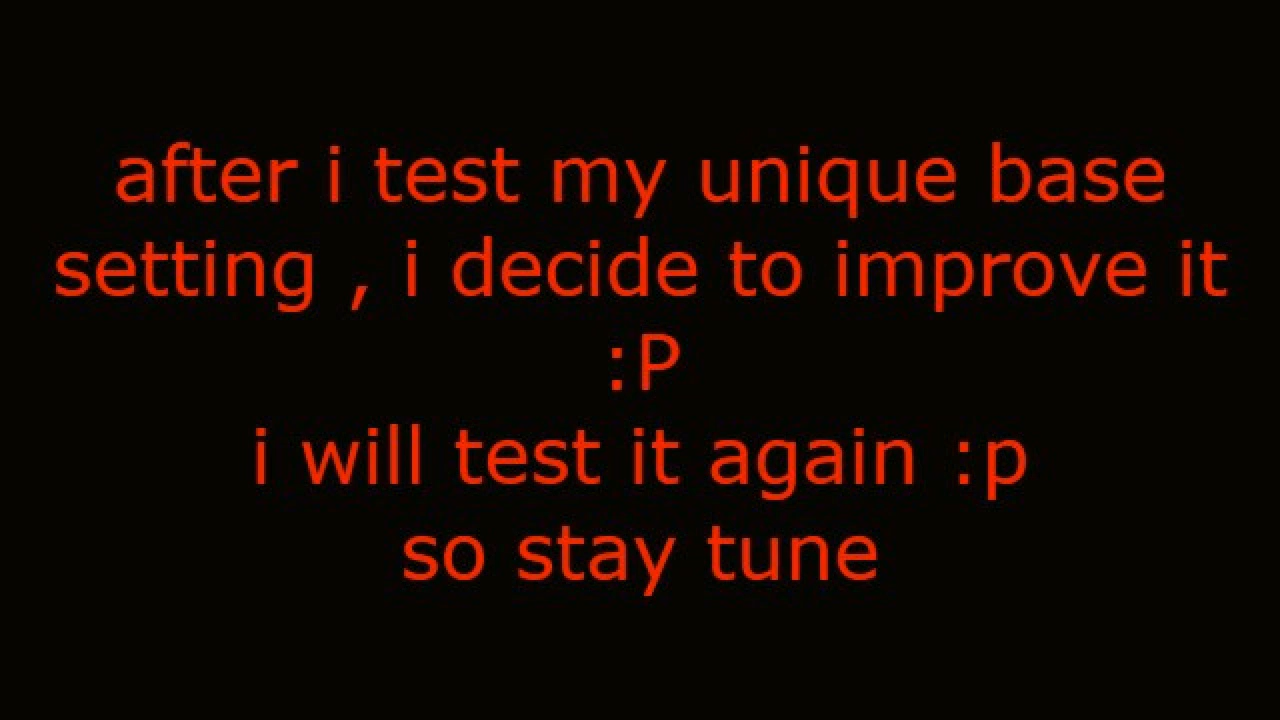 after i test my unique base
setting , i decide to improve it
:P
i will test it again :p
so stay tune